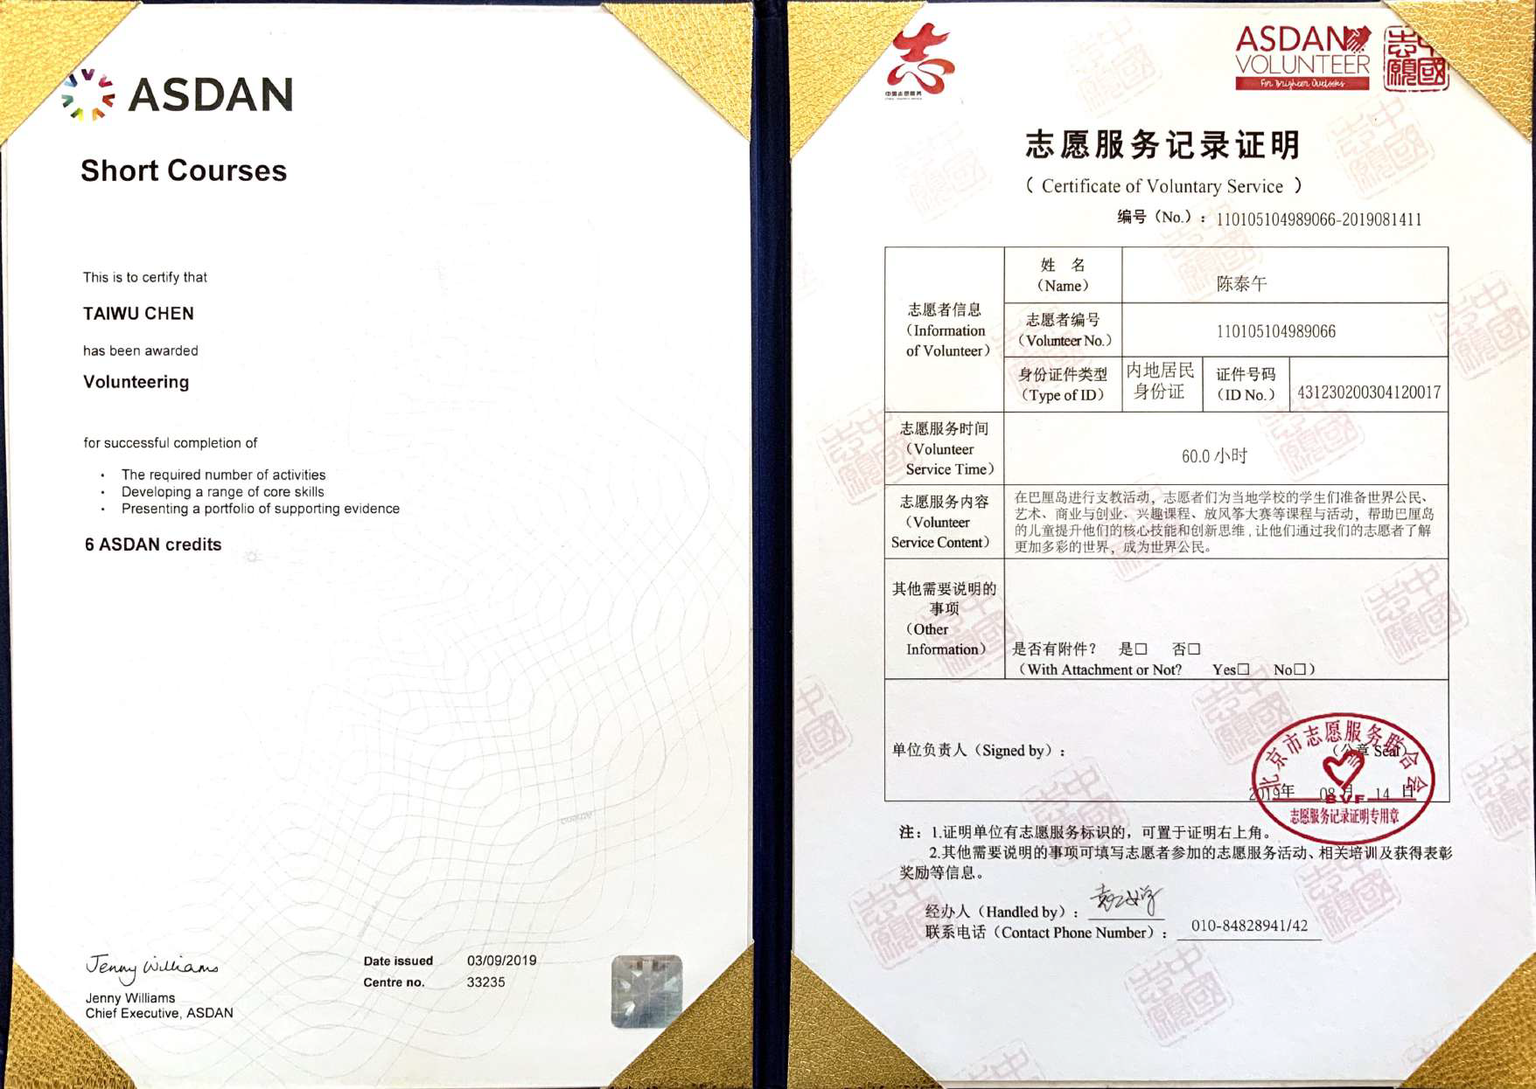 ASDAN
Short Courses
This is to certify that
TAIWU CHEN
has been awarded
Volunteering
for successful completion of
· The required number of activities
· Developing a range of core skills
· Presenting a portfolio of supporting evidence
6 ASDAN credits
Jenny Williams
Jenny Williams
Chief Executive, ASDAN
Date issued 03/09/2019
Centre no. 33235
志
中国志愿服务
ASDAN
VOLUNTEER
For Brighter Outlooks
中國志願
志愿服务记录证明
（ Certificate of Voluntary Service ）
编号（No.）： 110105104989066-2019081411
志愿者信息
（Information
of Volunteer）
姓 名
（Name）
陈泰午
志愿者编号
（Volunteer No.）
110105104989066
身份证件类型
（Type of ID）
内地居民
身份证
证件号码
（ID No.）
431230200304120017
志愿服务时间
（Volunteer
Service Time）
60.0 小时
志愿服务内容
（Volunteer
Service Content）
在巴厘岛进行支教活动，志愿者们为当地学校的学生们准备世界公民、
艺术、商业与创业、兴趣课程、放风筝大赛等课程与活动，帮助巴厘岛
的儿童提升他们的核心技能和创新思维，让他们通过我们的志愿者了解
更加多彩的世界，成为世界公民。
其他需要说明的
事项
（Other
Information）
是否有附件？ 是□ 否□
（With Attachment or Not? Yes□ No□）
单位负责人（Signed by）：
（公章 Seal）
2019年 08 月 14 日
北京市志愿服务联合会
BVF
志愿服务记录证明专用章
注：1.证明单位有志愿服务标识的，可置于证明右上角。
2.其他需要说明的事项可填写志愿者参加的志愿服务活动、相关培训及获得表彰
奖励等信息。
经办人（Handled by）：
联系电话（Contact Phone Number）： 010-84828941/42